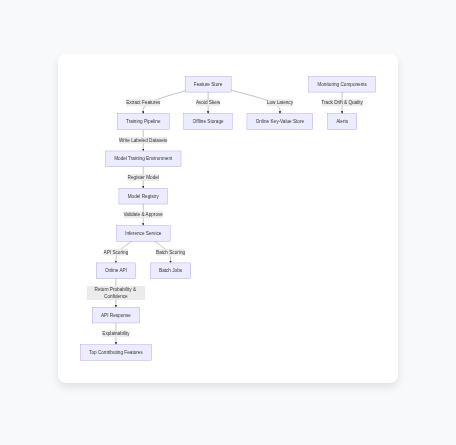 Feature Store
Monitoring Components
Extract Features
Avoid Skew
Low Latency
Track Drift & Quality
Training Pipeline
Offline Storage
Online Key-Value Store
Alerts
Write Labeled Datasets
Model Training Environment
Register Model
Model Registry
Validate & Approve
Inference Service
API Scoring
Batch Scoring
Online API
Batch Jobs
Return Probability &
Confidence
API Response
Explainability
Top Contributing Features